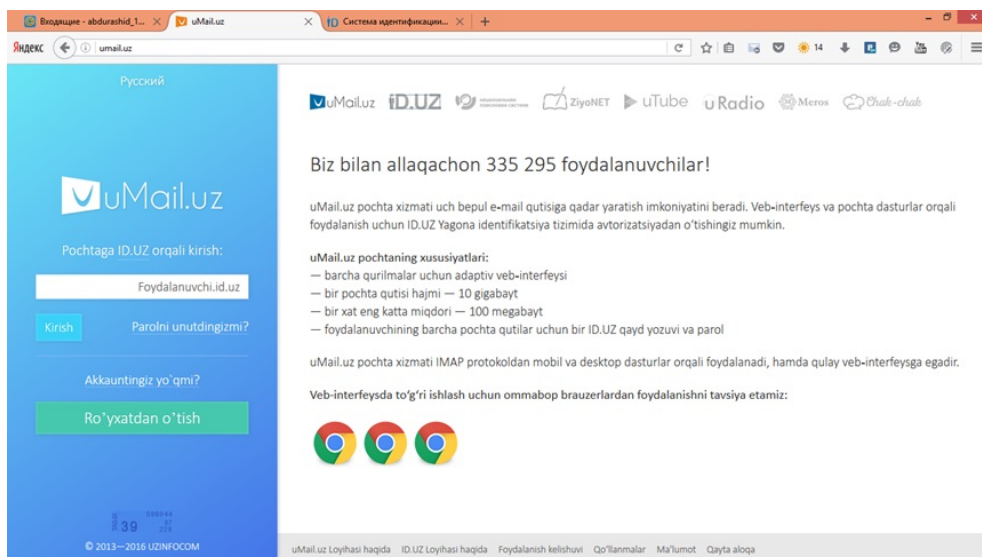 Входящие - abdurashid_1...
uMail.uz
Система идентификации...
Яндекс
umail.uz
14
Русский
uMail.uz
iD.UZ
ZiyoNET
uTube
uRadio
Meros
Chak-chak
uMail.uz
Biz bilan allaqachon 335 295 foydalanuvchilar!
uMail.uz pochta xizmati uch bepul e-mail qutisiga qadar yaratish imkoniyatini beradi. Veb-interfeys va pochta dasturlar orqali
foydalanish uchun ID.UZ Yagona identifikatsiya tizimida avtorizatsiyadan o'tishingiz mumkin.
Pochtaga ID.UZ orqali kirish:
Foydalanuvchi.id.uz
Kirish
Parolni unutdingizmi?
Akkauntingiz yo`qmi?
Ro'yxatdan o'tish
uMail.uz pochtaning xususiyatlari:
— barcha qurilmalar uchun adaptiv veb-interfeysi
— bir pochta qutisi hajmi — 10 gigabayt
— bir xat eng katta miqdori — 100 megabayt
— foydalanuvchining barcha pochta qutilar uchun bir ID.UZ qayd yozuvi va parol
uMail.uz pochta xizmati IMAP protokoldan mobil va desktop dasturlar orqali foydalanadi, hamda qulay veb-interfeysga egadir.
Veb-interfeysda to'g'ri ishlash uchun ommabop brauzerlardan foydalanishni tavsiya etamiz:
39
© 2013—2016 UZINFOCOM
uMail.uz Loyihasi haqida
ID.UZ Loyihasi haqida
Foydalanish kelishuvi
Qo'llanmalar
Ma'lumot
Qayta aloqa